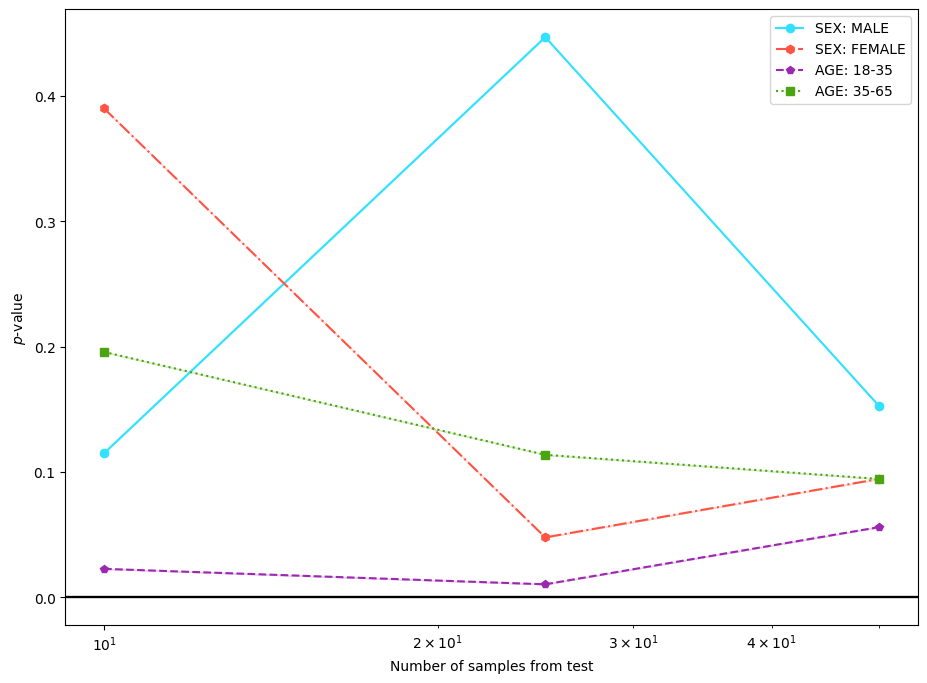 SEX: MALE
SEX: FEMALE
AGE: 18-35
AGE: 35-65
p-value
0.4
0.3
0.2
0.1
0.0
10¹
2 × 10¹
3 × 10¹
4 × 10¹
Number of samples from test